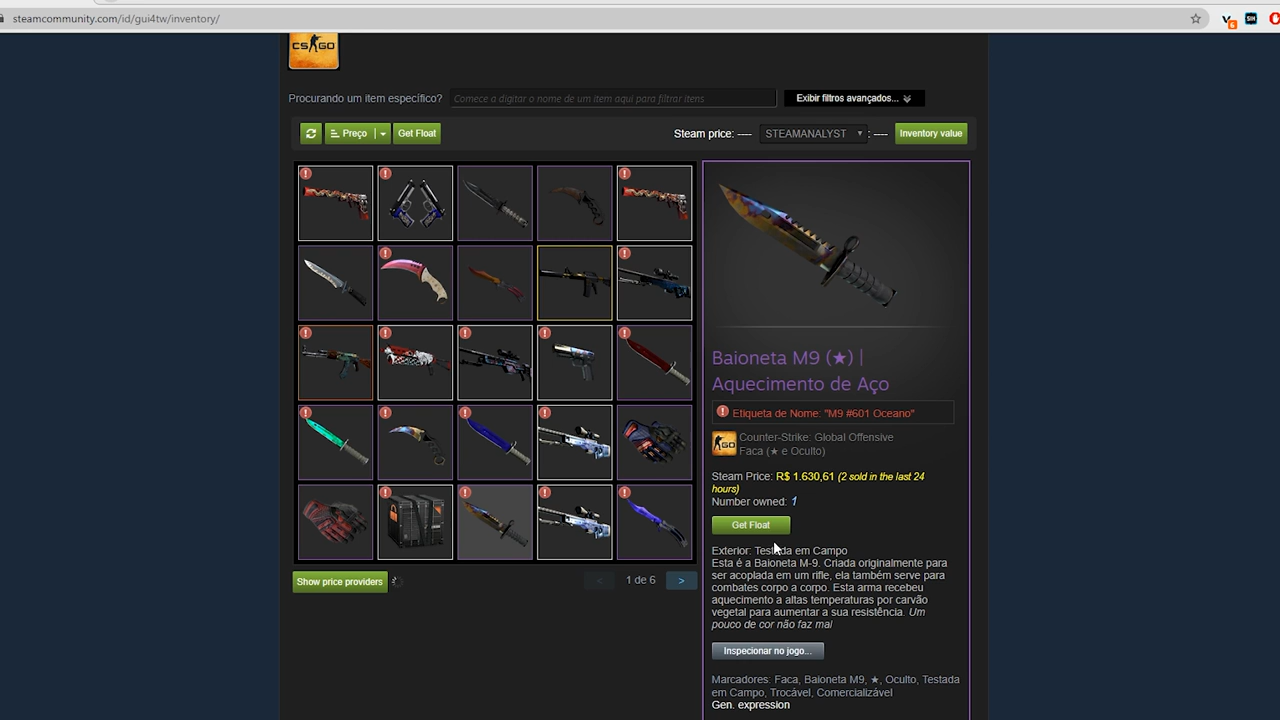 steamcommunity.com/id/gui4tw/inventory/
6
SIH
CS GO
Procurando um item específico?
Comece a digitar o nome de um item aqui para filtrar itens
Exibir filtros avançados...
Preço
Get Float
Steam price: ----
STEAMANALYST
: ----
Inventory value
Baioneta M9 (★) |
Aquecimento de Aço
Etiqueta de Nome: "M9 #601 Oceano"
GO
Counter-Strike: Global Offensive
Faca (★ e Oculto)
Steam Price: R$ 1.630,61 (2 sold in the last 24
hours)
Number owned: 1
Get Float
Exterior: Testada em Campo
Esta é a Baioneta M-9. Criada originalmente para
ser acoplada em um rifle, ela também serve para
combates corpo a corpo. Esta arma recebeu
aquecimento a altas temperaturas por carvão
vegetal para aumentar a sua resistência. Um
pouco de cor não faz mal
Inspecionar no jogo...
Marcadores: Faca, Baioneta M9, ★, Oculto, Testada
em Campo, Trocável, Comercializável
Gen. expression
Show price providers
<
1 de 6
>